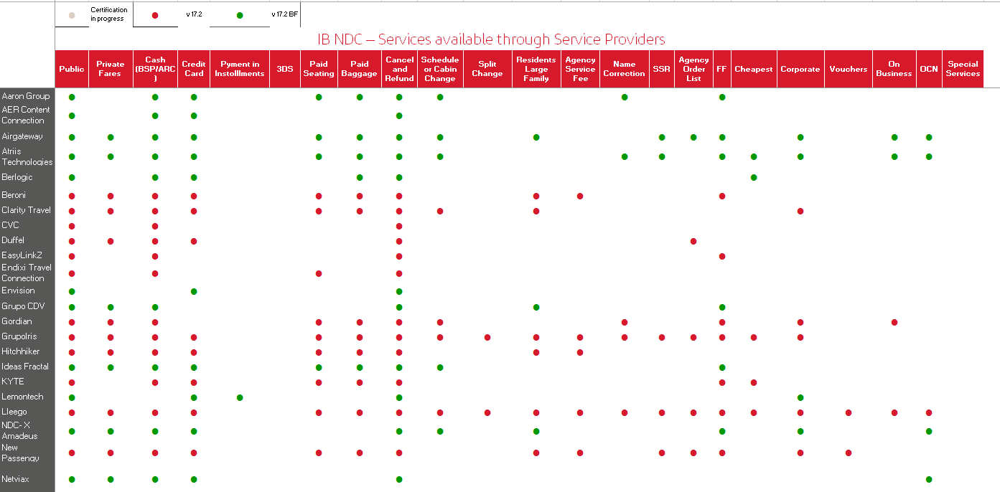 Certification
in progress
v 17.2
v 17.2 BF
IB NDC – Services available through Service Providers
Public
Private
Fares
Cash
(BSP/ARC
)
Credit
Card
Pyment in
Instolllments
3DS
Paid
Seating
Paid
Baggage
Cancel
and
Refund
Schedule
or Cabin
Change
Split
Change
Residents
Large
Family
Agency
Service
Fee
Name
Correction
SSR
Agency
Order
List
FF
Cheapest
Corporate
Vouchers
On
Business
OCN
Special
Services
Aaron Group
AER Content
Connection
Airgateway
Atriis
Technologies
Berlogic
Beroni
Clarity Travel
CVC
Duffel
EasyLinkZ
Endixi Travel
Connection
Envision
Grupo CDV
Gordian
GrupoIris
Hitchhiker
Ideas Fractal
KYTE
Lemontech
Lleego
NDC- X
Amadeus
New
Passengy
Netviax